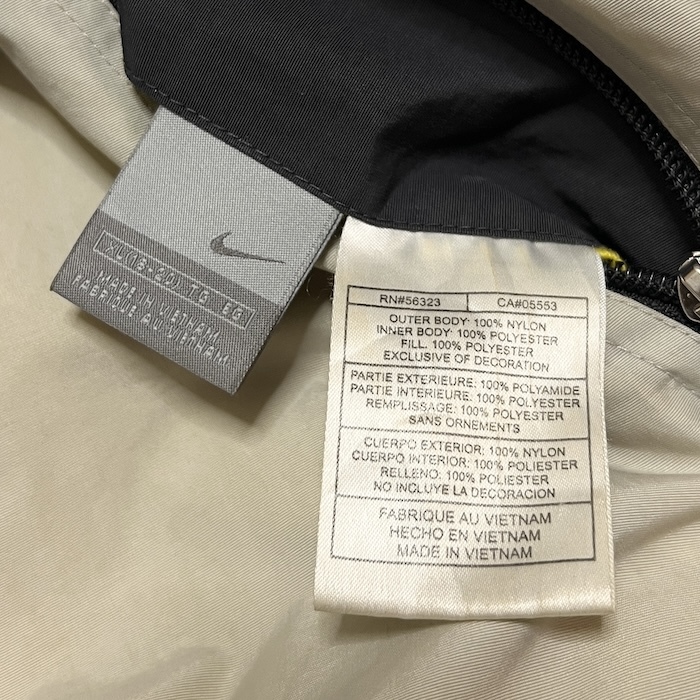 XL(18-20) TG EG
MADE IN VIETNAM
FABRIQUE AU VIETNAM
RN#56323 CA#05553
OUTER BODY: 100% NYLON
INNER BODY: 100% POLYESTER
FILL: 100% POLYESTER
EXCLUSIVE OF DECORATION
PARTIE EXTERIEURE: 100% POLYAMIDE
PARTIE INTERIEURE: 100% POLYESTER
REMPLISSAGE: 100% POLYESTER
SANS ORNEMENTS
CUERPO EXTERIOR: 100% NYLON
CUERPO INTERIOR: 100% POLIESTER
RELLENO: 100% POLIESTER
NO INCLUYE LA DECORACION
FABRIQUE AU VIETNAM
HECHO EN VIETNAM
MADE IN VIETNAM